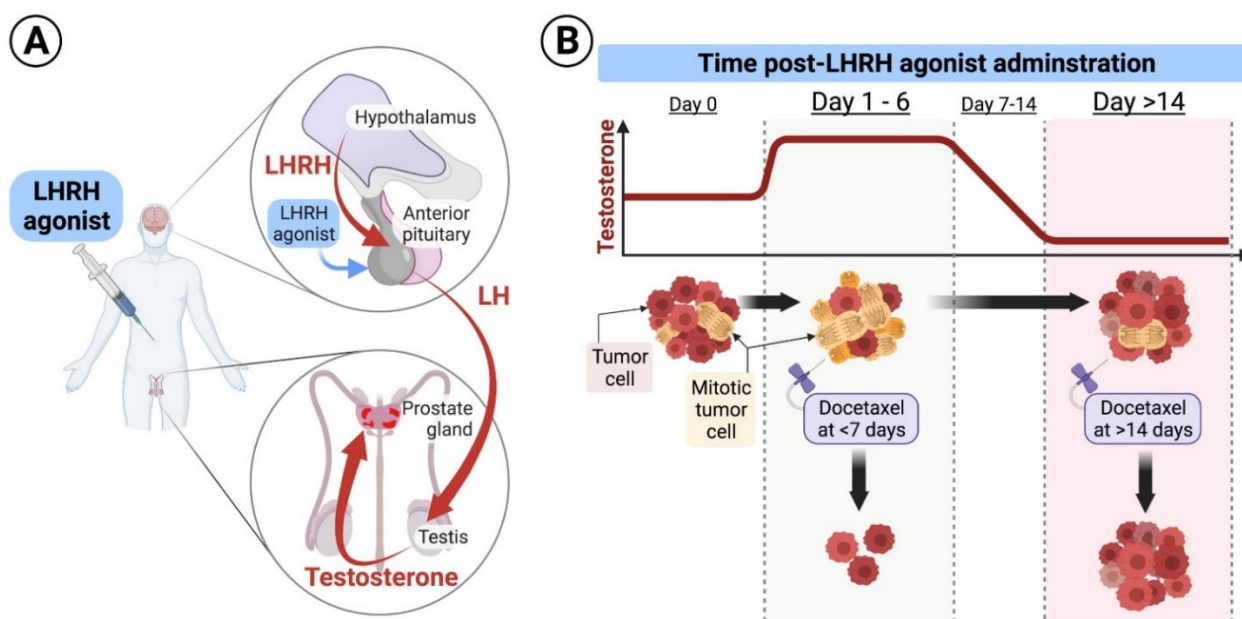 A
LHRH
agonist
Hypothalamus
LHRH
LHRH
agonist
Anterior
pituitary
LH
Prostate
gland
Testis
Testosterone
B
Time post-LHRH agonist adminstration
Day 0
Day 1 - 6
Day 7-14
Day >14
Testosterone
Tumor
cell
Mitotic
tumor
cell
Docetaxel
at <7 days
Docetaxel
at >14 days